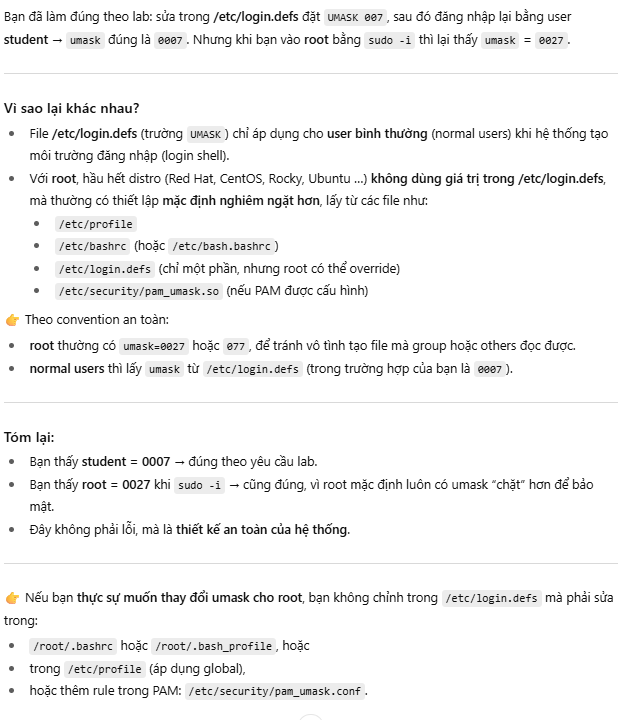 Bạn đã làm đúng theo lab: sửa trong /etc/login.defs đặt UMASK 007, sau đó đăng nhập lại bằng user
student → umask đúng là 0007. Nhưng khi bạn vào root bằng sudo -i thì lại thấy umask = 0027.
Vì sao lại khác nhau?
• File /etc/login.defs (trường UMASK) chỉ áp dụng cho user bình thường (normal users) khi hệ thống tạo
môi trường đăng nhập (login shell).
• Với root, hầu hết distro (Red Hat, CentOS, Rocky, Ubuntu ...) không dùng giá trị trong /etc/login.defs,
mà thường có thiết lập mặc định nghiêm ngặt hơn, lấy từ các file như:
• /etc/profile
• /etc/bashrc (hoặc /etc/bash.bashrc)
• /etc/login.defs (chỉ một phần, nhưng root có thể override)
• /etc/security/pam_umask.so (nếu PAM được cấu hình)
👉 Theo convention an toàn:
• root thường có umask=0027 hoặc 077, để tránh vô tình tạo file mà group hoặc others đọc được.
• normal users thì lấy umask từ /etc/login.defs (trong trường hợp của bạn là 0007).
Tóm lại:
• Bạn thấy student = 0007 → đúng theo yêu cầu lab.
• Bạn thấy root = 0027 khi sudo -i → cũng đúng, vì root mặc định luôn có umask “chặt” hơn để bảo
mật.
• Đây không phải lỗi, mà là thiết kế an toàn của hệ thống.
👉 Nếu bạn thực sự muốn thay đổi umask cho root, bạn không chỉnh trong /etc/login.defs mà phải sửa
trong:
• /root/.bashrc hoặc /root/.bash_profile, hoặc
• trong /etc/profile (áp dụng global),
• hoặc thêm rule trong PAM: /etc/security/pam_umask.conf.